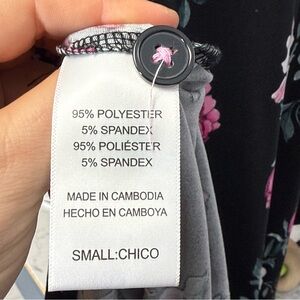 95% POLYESTER
5% SPANDEX
95% POLIÉSTER
5% SPANDEX
MADE IN CAMBODIA
HECHO EN CAMBOYA
SMALL:CHICO